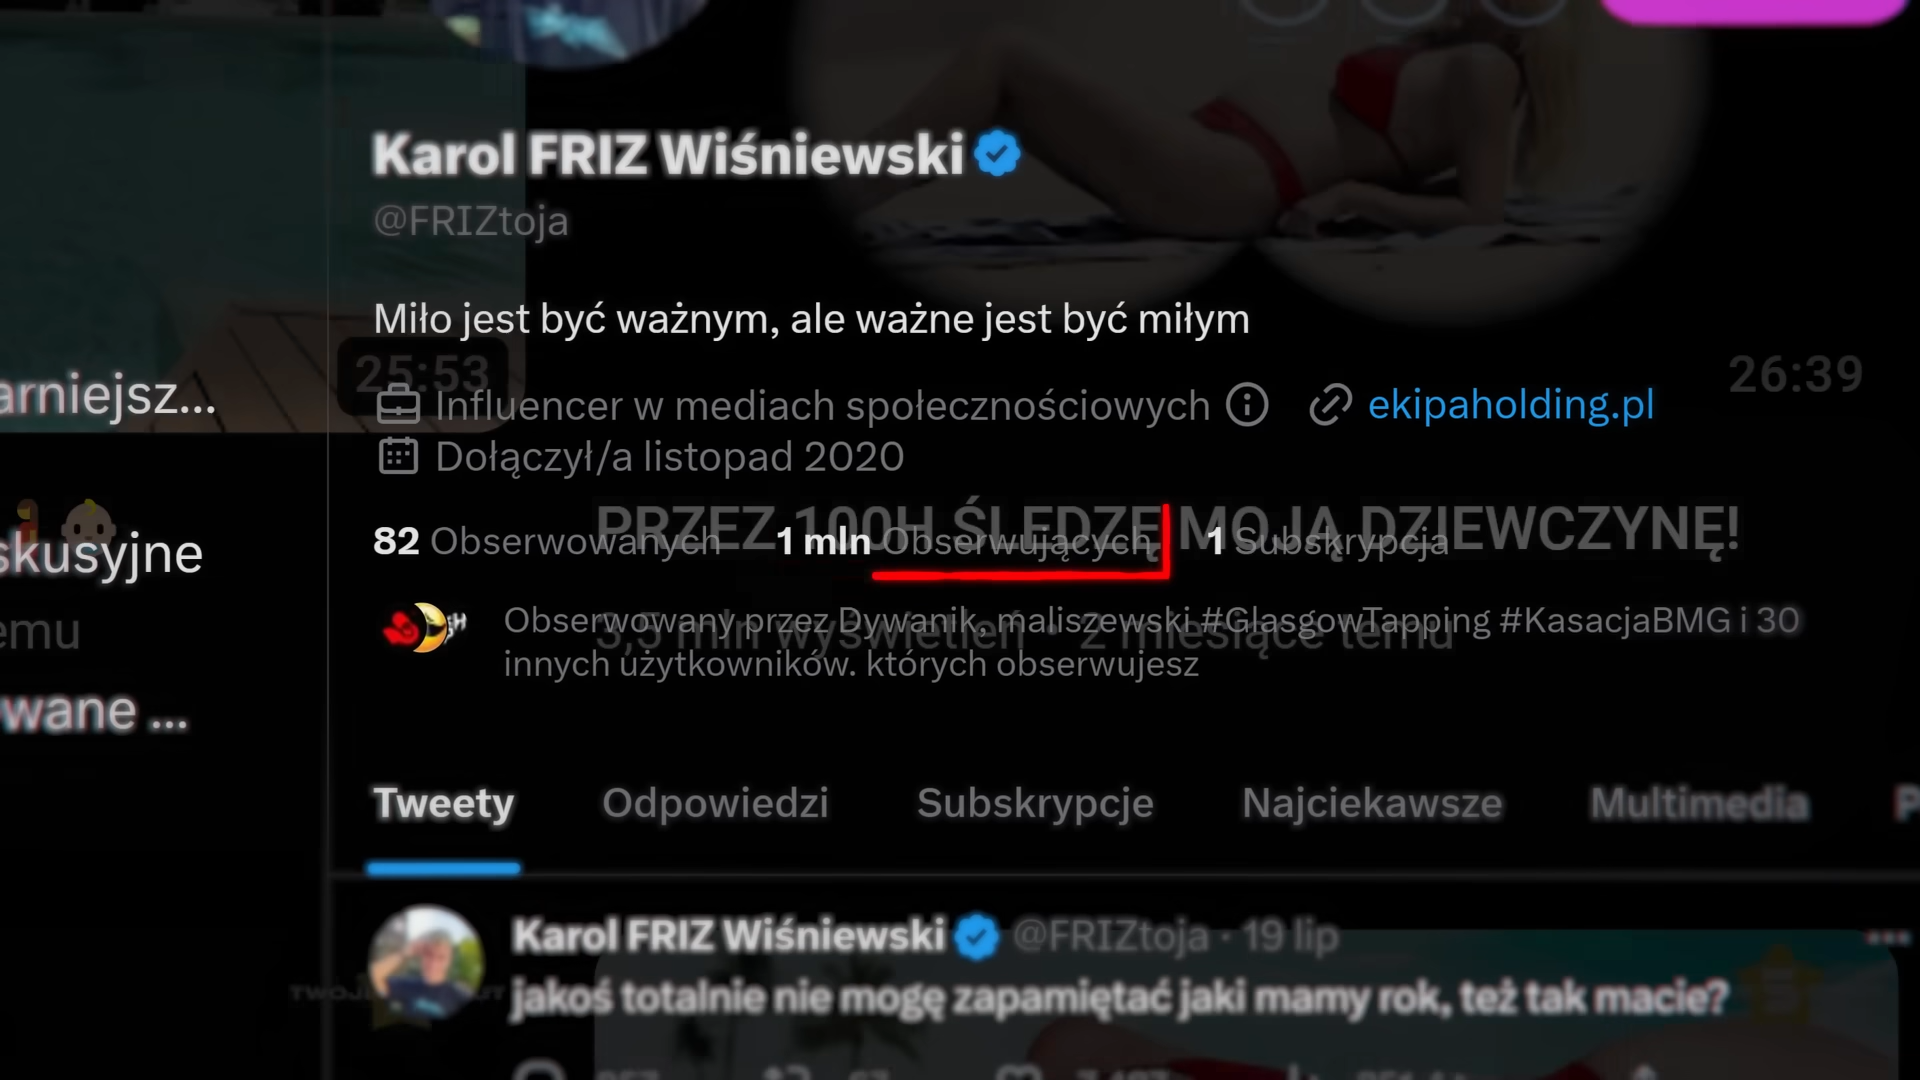 Karol FRIZ Wiśniewski
@FRIZtoja
Miło jest być ważnym, ale ważne jest być miłym
25:53
26:39
arniejsz...
Influencer w mediach społecznościowych
ekipaholding.pl
Dołączył/a listopad 2020
PRZEZ 100H ŚLEDZĘ MOJĄ DZIEWCZYNĘ!
82 Obserwowanych 1 mln Obserwujących 1 Subskrypcja
skusyjne
Obserwowany przez Dywanik, maliszewski #GlasgowTapping #KasacjaBMG i 30
innych użytkowników. których obserwujesz
3,5 mln wyświetleń • 2 miesiące temu
emu
wane ...
Tweety Odpowiedzi Subskrypcje Najciekawsze Multimedia P
Karol FRIZ Wiśniewski @FRIZtoja · 19 lip
jakoś totalnie nie mogę zapamiętać jaki mamy rok, też tak macie?